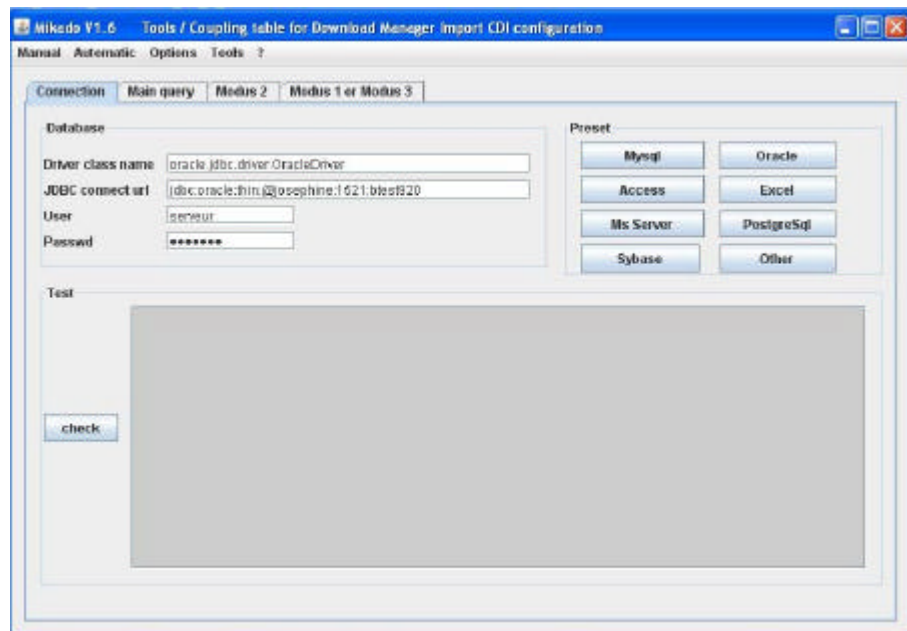 Mikado V1.6 Tools / Coupling table for Download Manager Import CDI configuration
Manual Automatic Options Tools ?
Connection Main query Modus 2 Modus 1 or Modus 3
Database
Driver class name oracle.jdbc.driver.OracleDriver
JDBC connect url jdbc:oracle:thin:@josephine:1521:btest920
User serveur
Passwd •••••••
Preset
Mysql Oracle
Access Excel
Ms Server PostgreSql
Sybase Other
Test
check